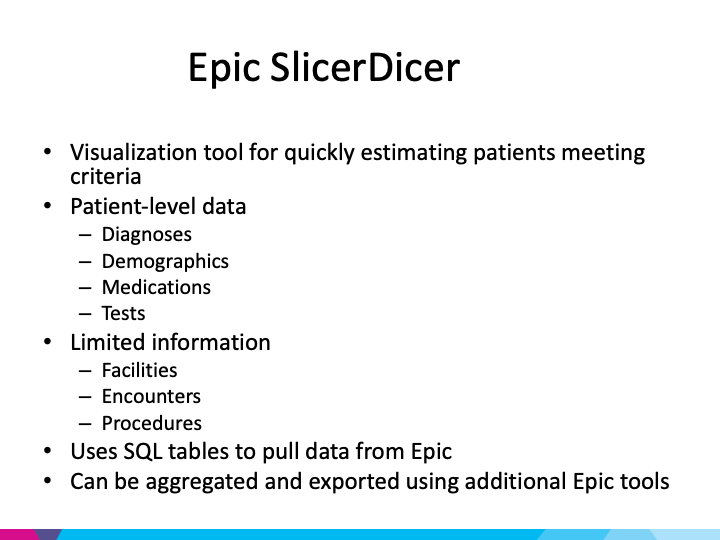 Epic SlicerDicer
• Visualization tool for quickly estimating patients meeting
criteria
• Patient-level data
– Diagnoses
– Demographics
– Medications
– Tests
• Limited information
– Facilities
– Encounters
– Procedures
• Uses SQL tables to pull data from Epic
• Can be aggregated and exported using additional Epic tools